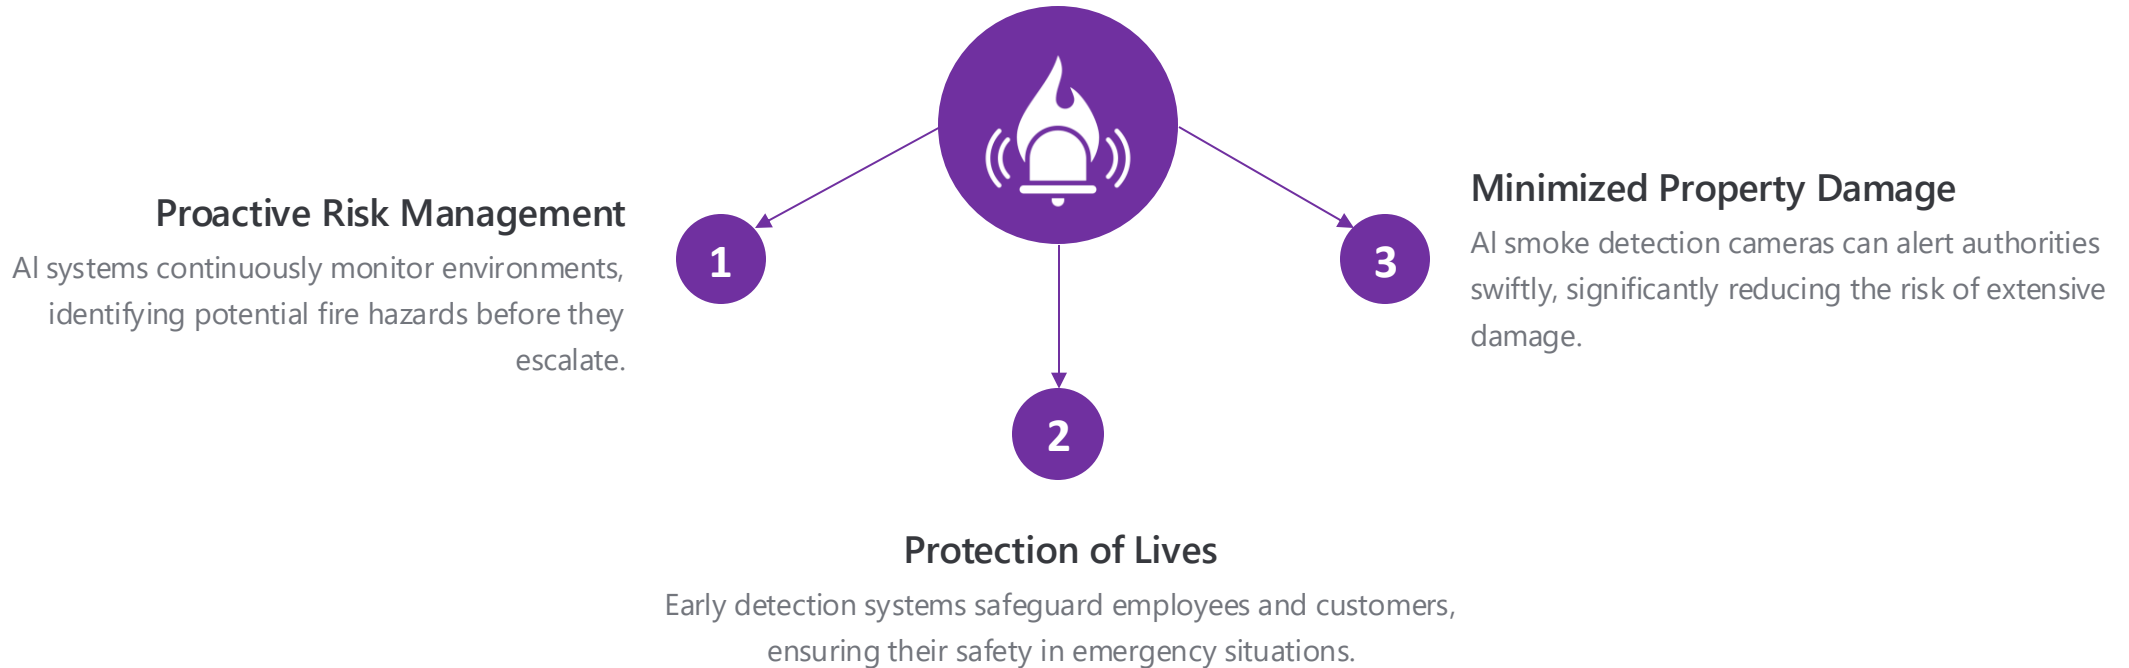 1
Proactive Risk Management
AI systems continuously monitor environments,
identifying potential fire hazards before they
escalate.
2
Protection of Lives
Early detection systems safeguard employees and customers,
ensuring their safety in emergency situations.
3
Minimized Property Damage
AI smoke detection cameras can alert authorities
swiftly, significantly reducing the risk of extensive
damage.